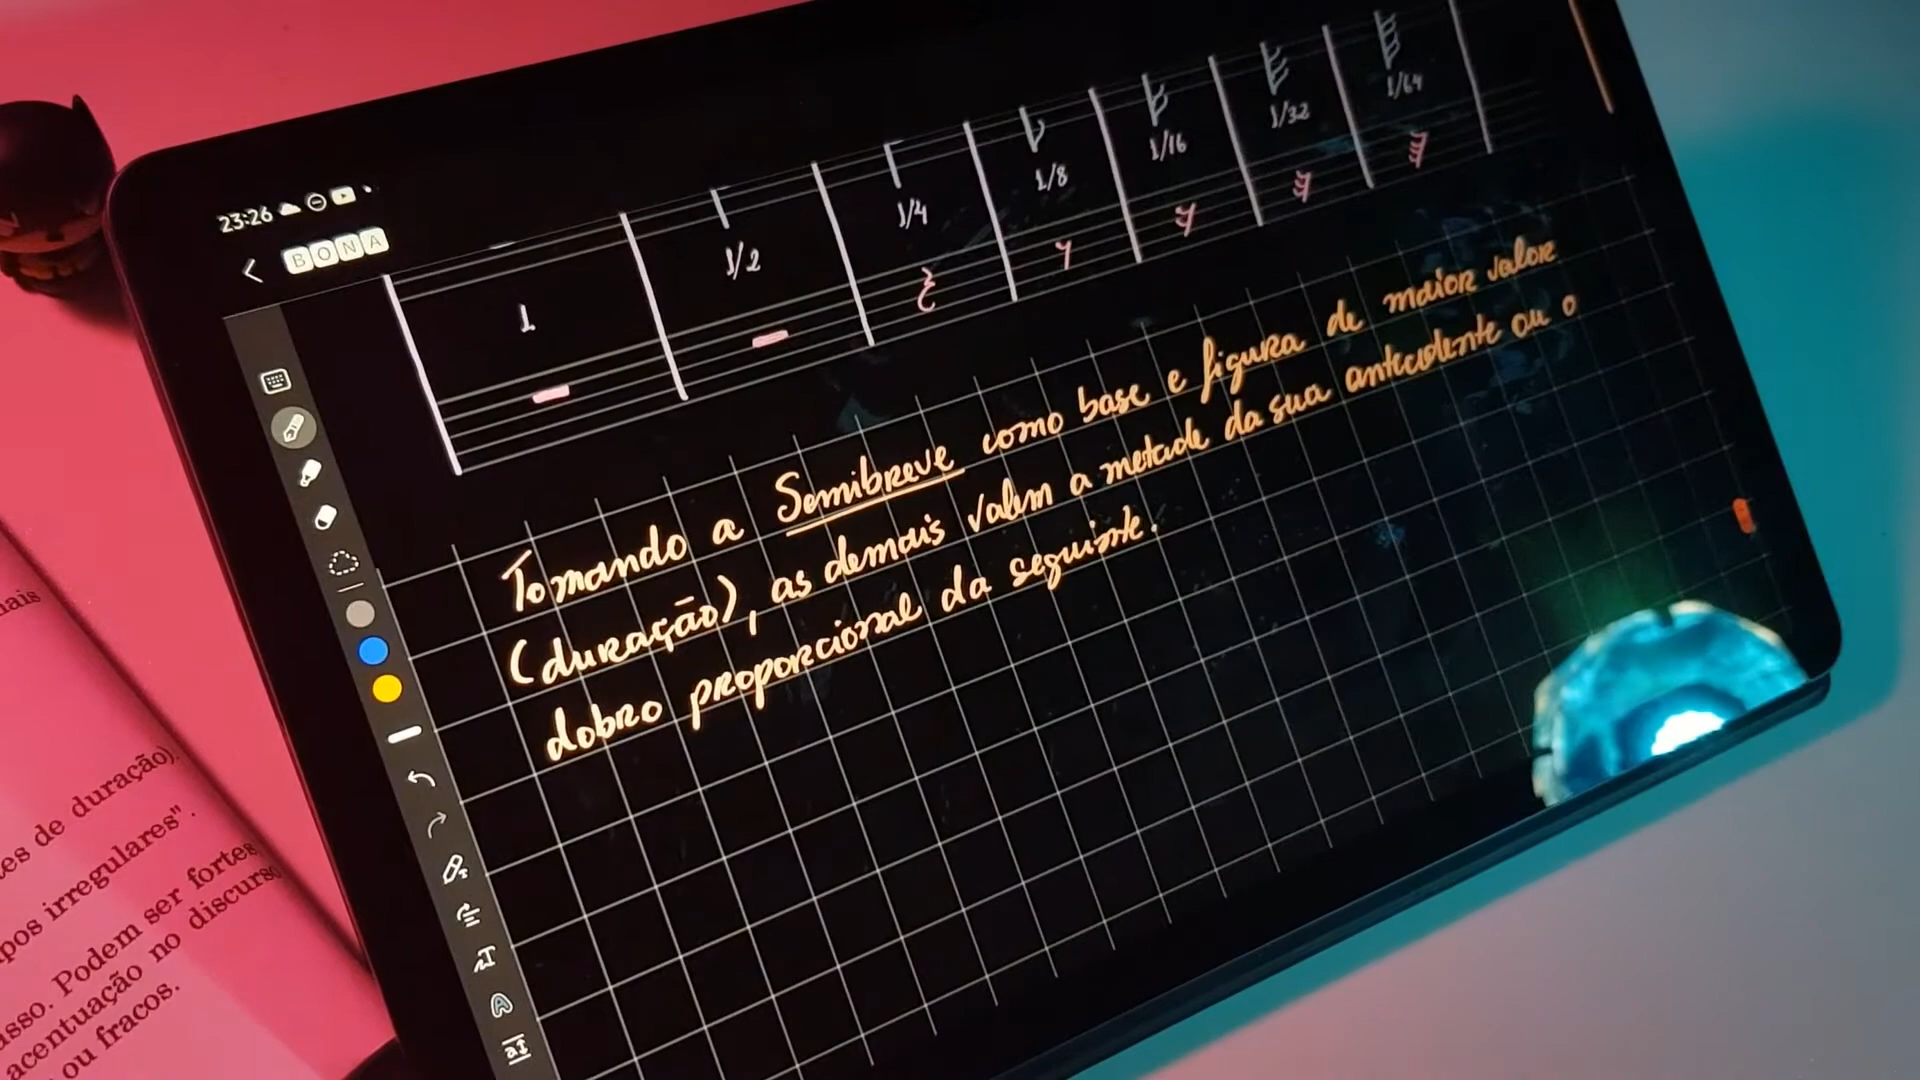 23:26
BONA
1
1/2
1/4
1/8
1/16
1/32
1/64
Tomando a Semibreve como base e figura de maior valor
(duração), as demais valem a metade da sua antecedente ou o
dobro proporcional da seguinte.
nais
es de duração).
pos irregulares".
asso. Podem ser fortes
acentuação no discurso
ou fracos.